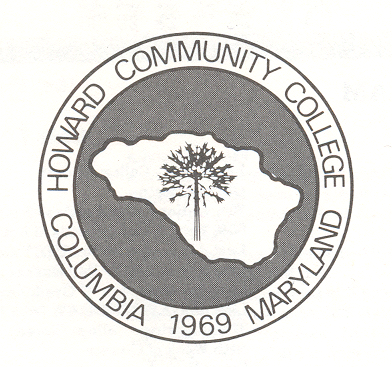 HOWARD COMMUNITY COLLEGE
COLUMBIA 1969 MARYLAND